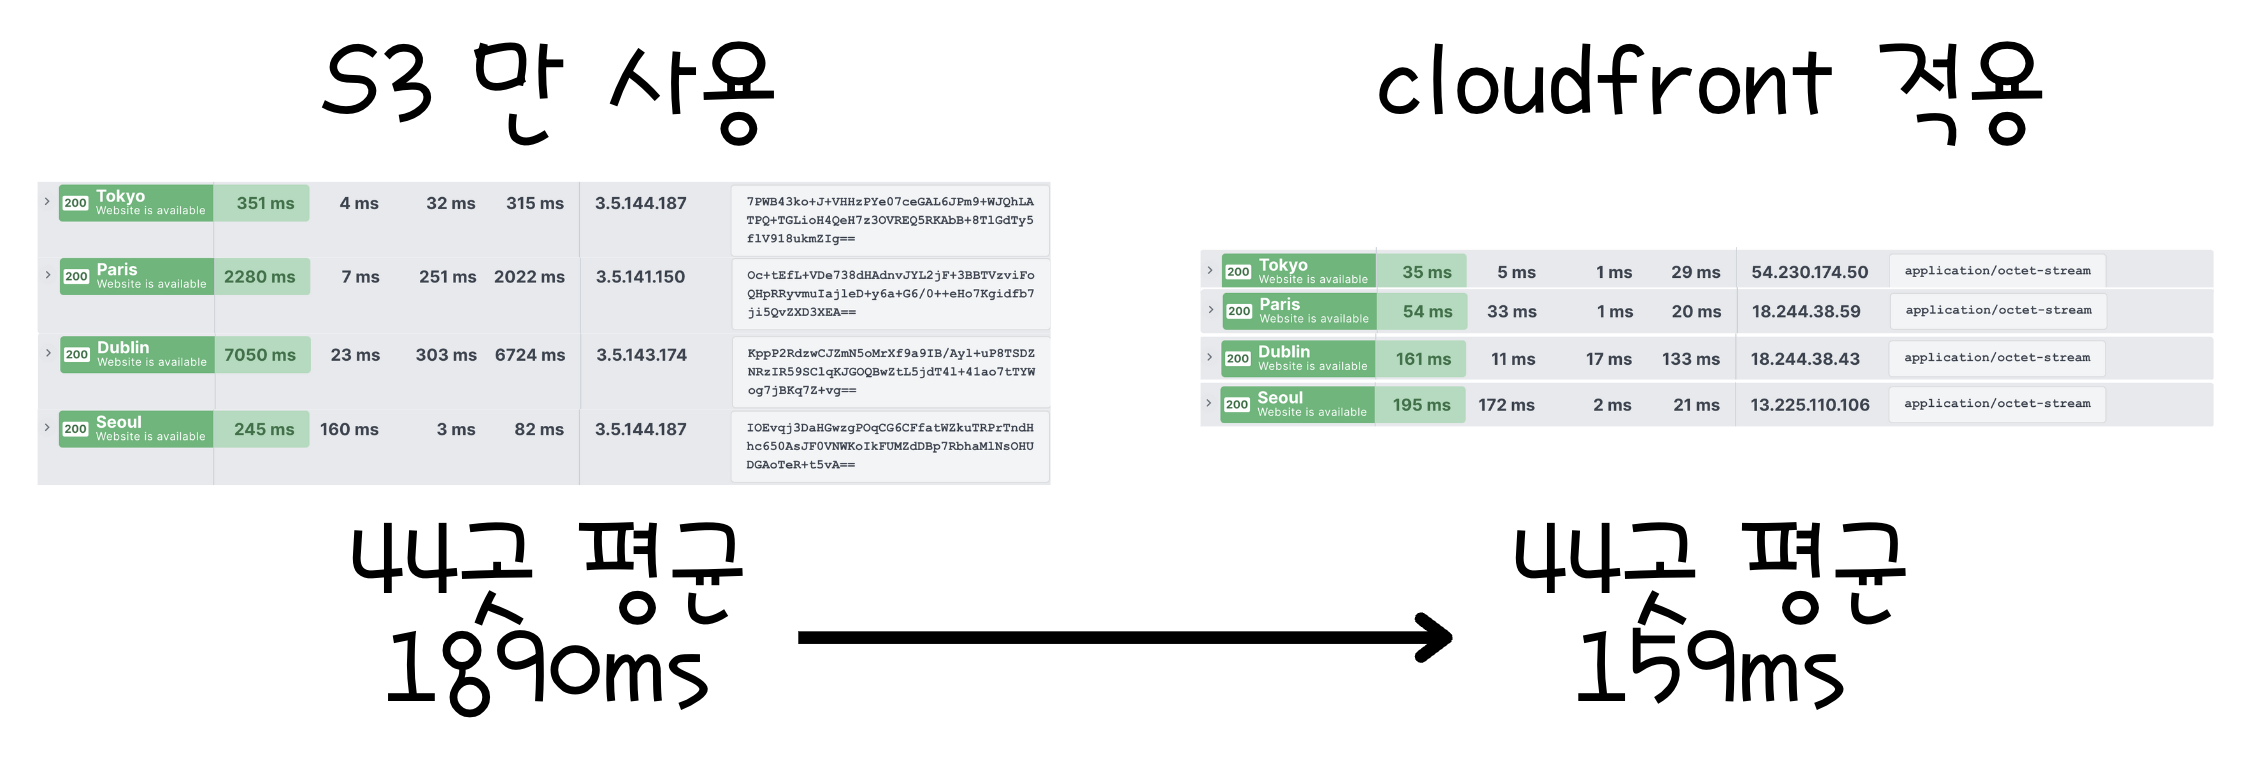 S3 만 사용
200 Tokyo 351 ms 4 ms 32 ms 315 ms 3.5.144.187 7PWB43ko+J+VHHzPYe07ceGAL6JPm9+WJQhLA
Website is available TPQ+TGLioH4QeH7z3OVREQ5RKAbB+8TlGdTy5
flV918ukmZIg==
200 Paris 2280 ms 7 ms 251 ms 2022 ms 3.5.141.150 Oc+tEfL+VDe738dHAdnvJYL2jF+3BBTVzviFo
Website is available QHpRRyvmuIajleD+y6a+G6/0++eHo7Kgidfb7
ji5QvZXD3XEA==
200 Dublin 7050 ms 23 ms 303 ms 6724 ms 3.5.143.174 KppP2RdzwCJZmN5oMrXf9a9IB/Ayl+uP8TSDZ
Website is available NRzIR59SClqKJGOQBwZtL5jdT4l+41ao7tTYW
og7jBKq7Z+vg==
200 Seoul 245 ms 160 ms 3 ms 82 ms 3.5.144.187 IOEvqj3DaHGwzgPOqCG6CFfatWZkuTRPrTndH
Website is available hc650AsJF0VNWKoIkFUMZdDBp7RbhaMlNsOHU
DGAoTeR+t5vA==
44곳 평균
1890ms
cloudfront 적용
200 Tokyo 35 ms 5 ms 1 ms 29 ms 54.230.174.50 application/octet-stream
Website is available
200 Paris 54 ms 33 ms 1 ms 20 ms 18.244.38.59 application/octet-stream
Website is available
200 Dublin 161 ms 11 ms 17 ms 133 ms 18.244.38.43 application/octet-stream
Website is available
200 Seoul 195 ms 172 ms 2 ms 21 ms 13.225.110.106 application/octet-stream
Website is available
44곳 평균
159ms